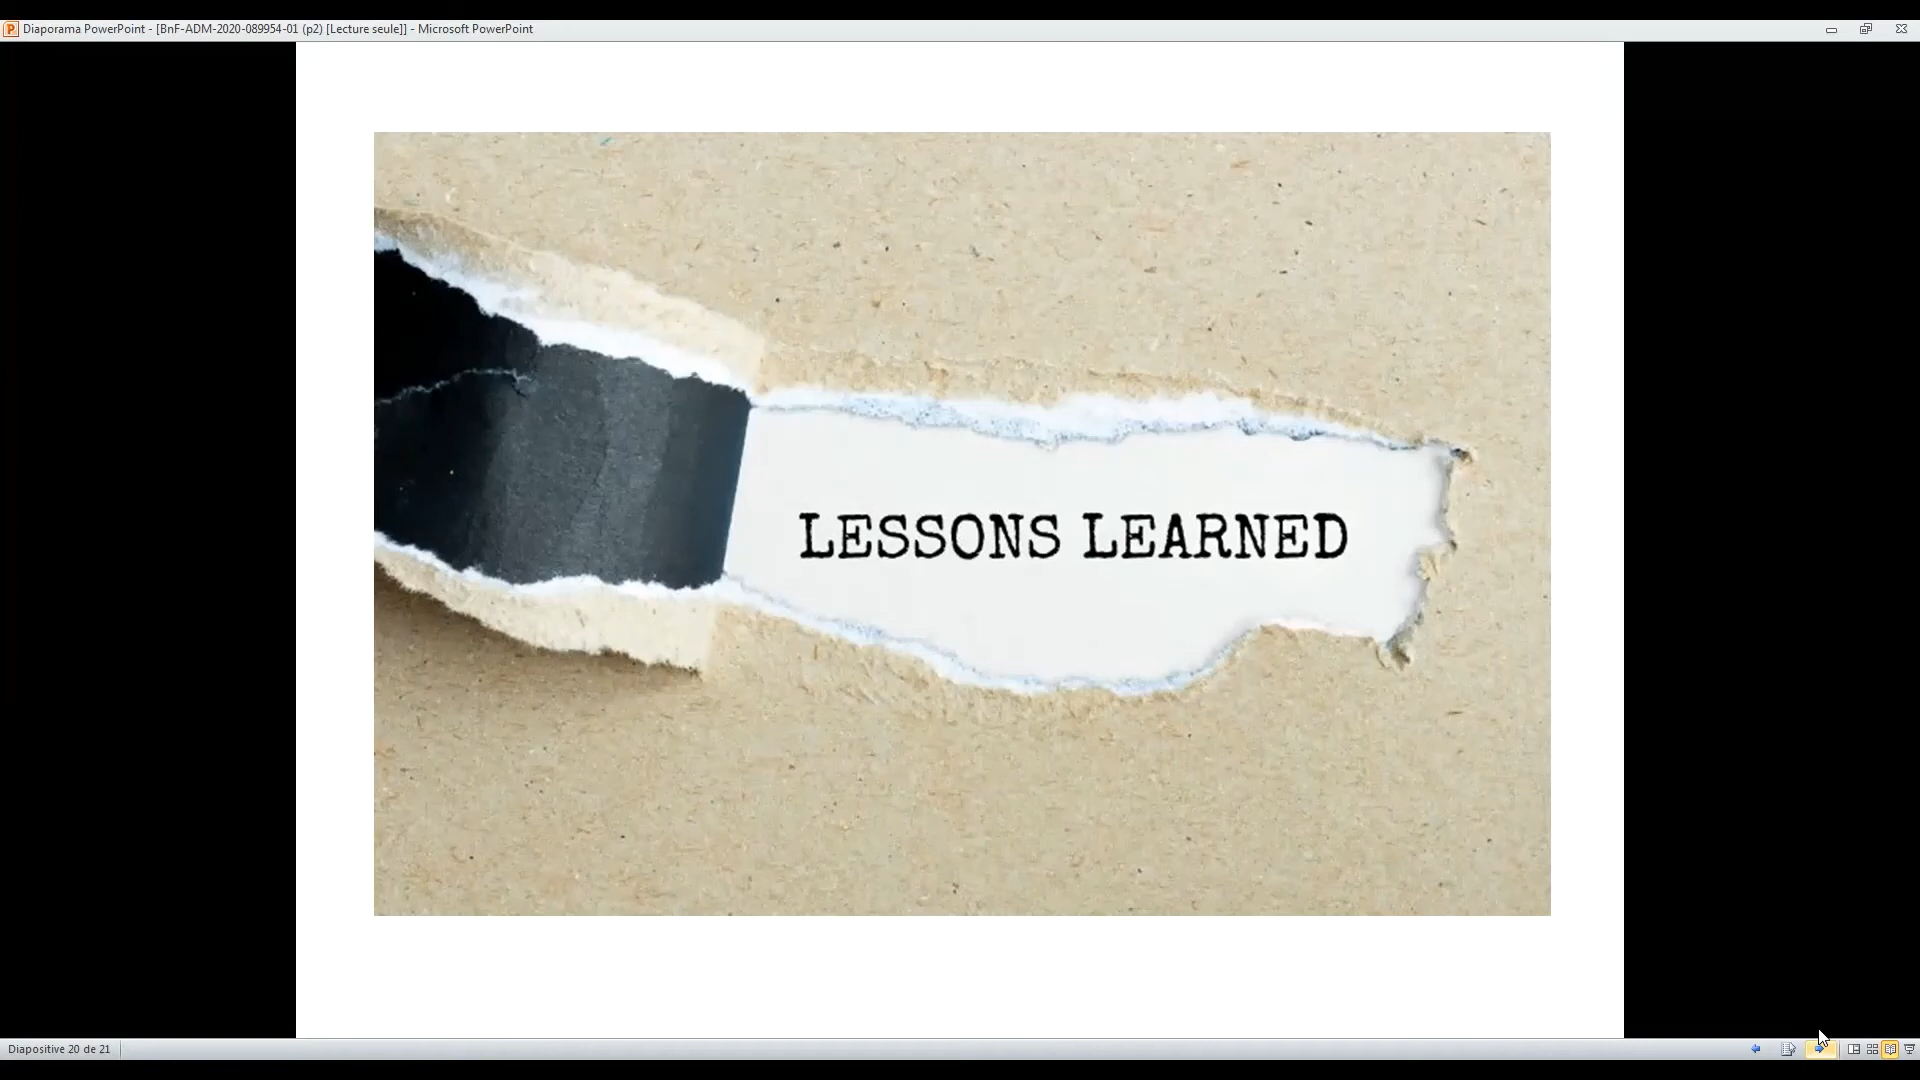 Diaporama PowerPoint - [BnF-ADM-2020-089954-01 (p2) [Lecture seule]] - Microsoft PowerPoint
LESSONS LEARNED
Diapositive 20 de 21